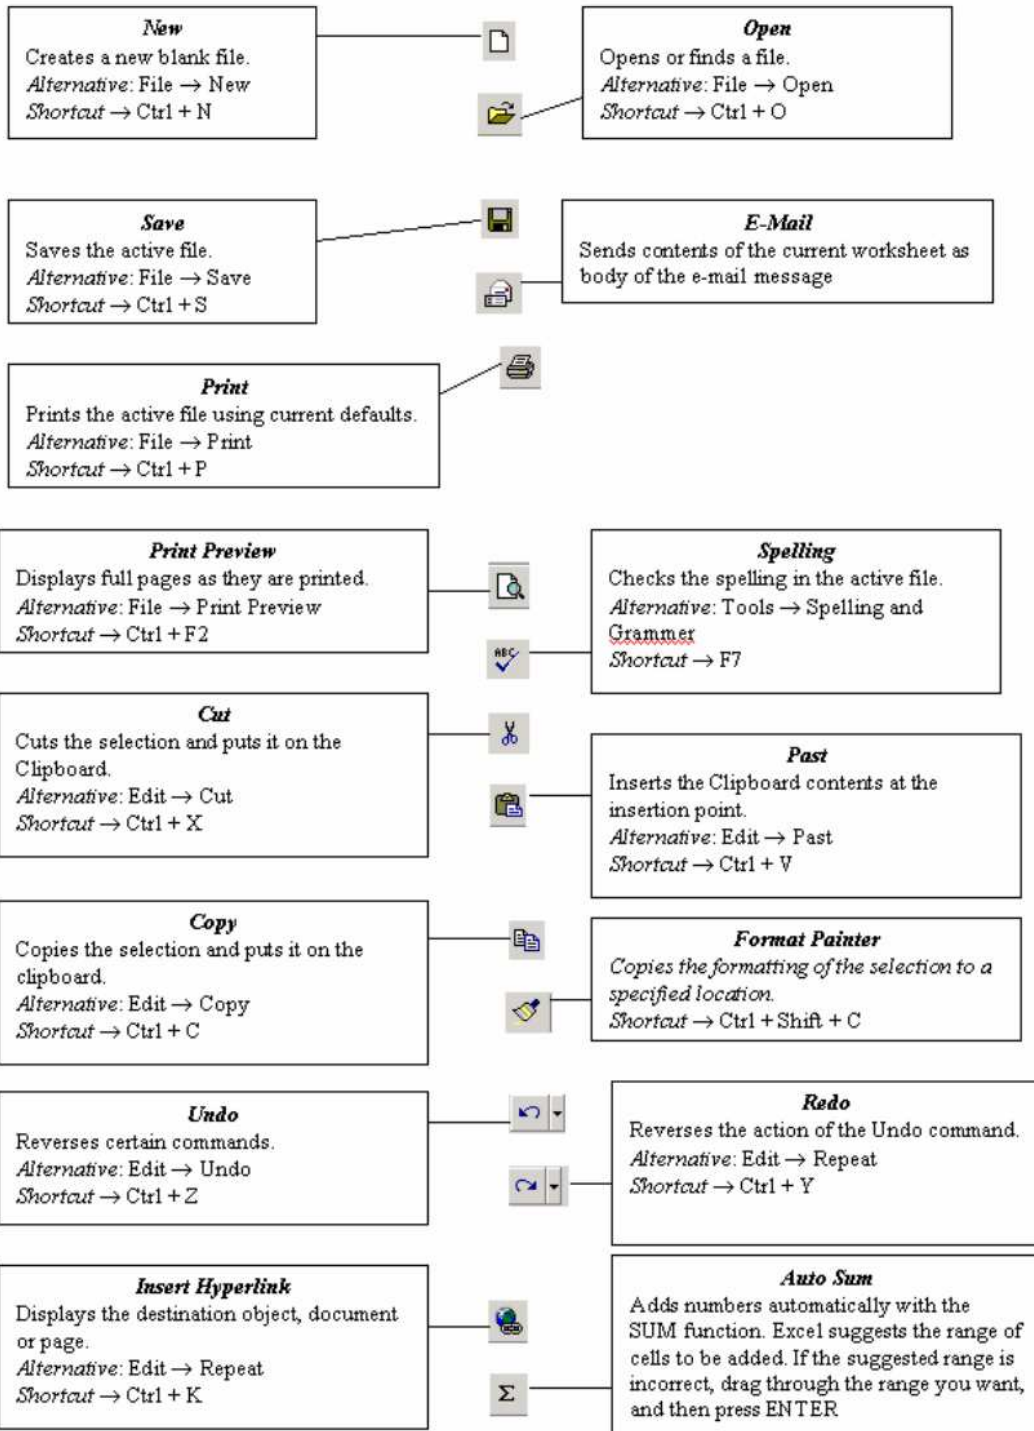 New
Creates a new blank file.
Alternative: File → New
Shortcut → Ctrl + N
Open
Opens or finds a file.
Alternative: File → Open
Shortcut → Ctrl + O
Save
Saves the active file.
Alternative: File → Save
Shortcut → Ctrl + S
E-Mail
Sends contents of the current worksheet as
body of the e-mail message
Print
Prints the active file using current defaults.
Alternative: File → Print
Shortcut → Ctrl + P
Print Preview
Displays full pages as they are printed.
Alternative: File → Print Preview
Shortcut → Ctrl + F2
Spelling
Checks the spelling in the active file.
Alternative: Tools → Spelling and
Grammer
Shortcut → F7
ABC
Cut
Cuts the selection and puts it on the
Clipboard.
Alternative: Edit → Cut
Shortcut → Ctrl + X
Past
Inserts the Clipboard contents at the
insertion point.
Alternative: Edit → Past
Shortcut → Ctrl + V
Copy
Copies the selection and puts it on the
clipboard.
Alternative: Edit → Copy
Shortcut → Ctrl + C
Format Painter
Copies the formatting of the selection to a
specified location.
Shortcut → Ctrl + Shift + C
Undo
Reverses certain commands.
Alternative: Edit → Undo
Shortcut → Ctrl + Z
Redo
Reverses the action of the Undo command.
Alternative: Edit → Repeat
Shortcut → Ctrl + Y
Insert Hyperlink
Displays the destination object, document
or page.
Alternative: Edit → Repeat
Shortcut → Ctrl + K
Σ
Auto Sum
Adds numbers automatically with the
SUM function. Excel suggests the range of
cells to be added. If the suggested range is
incorrect, drag through the range you want,
and then press ENTER